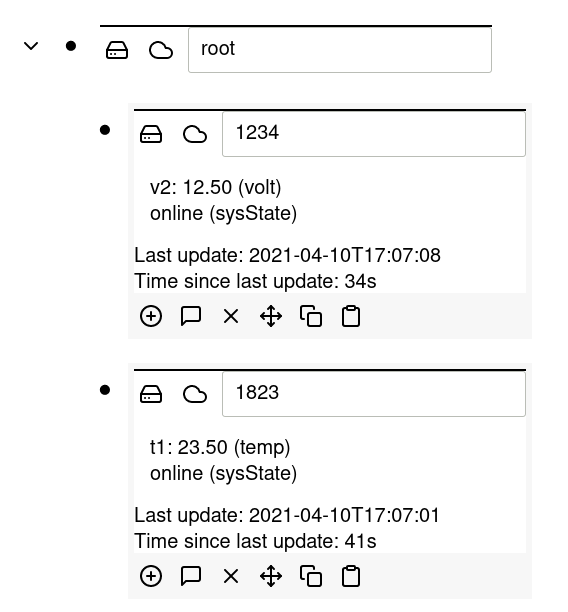 root
1234
v2: 12.50 (volt)
online (sysState)
Last update: 2021-04-10T17:07:08
Time since last update: 34s
1823
t1: 23.50 (temp)
online (sysState)
Last update: 2021-04-10T17:07:01
Time since last update: 41s